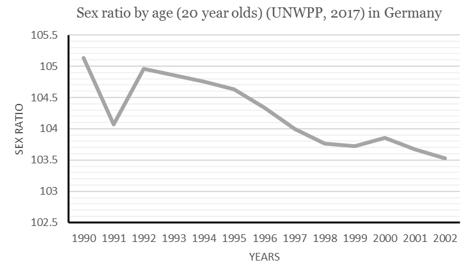 Sex ratio by age (20 year olds) (UNWPP, 2017) in Germany
105.5
105
104.5
104
103.5
103
102.5
SEX RATIO
1990 1991 1992 1993 1994 1995 1996 1997 1998 1999 2000 2001 2002
YEARS